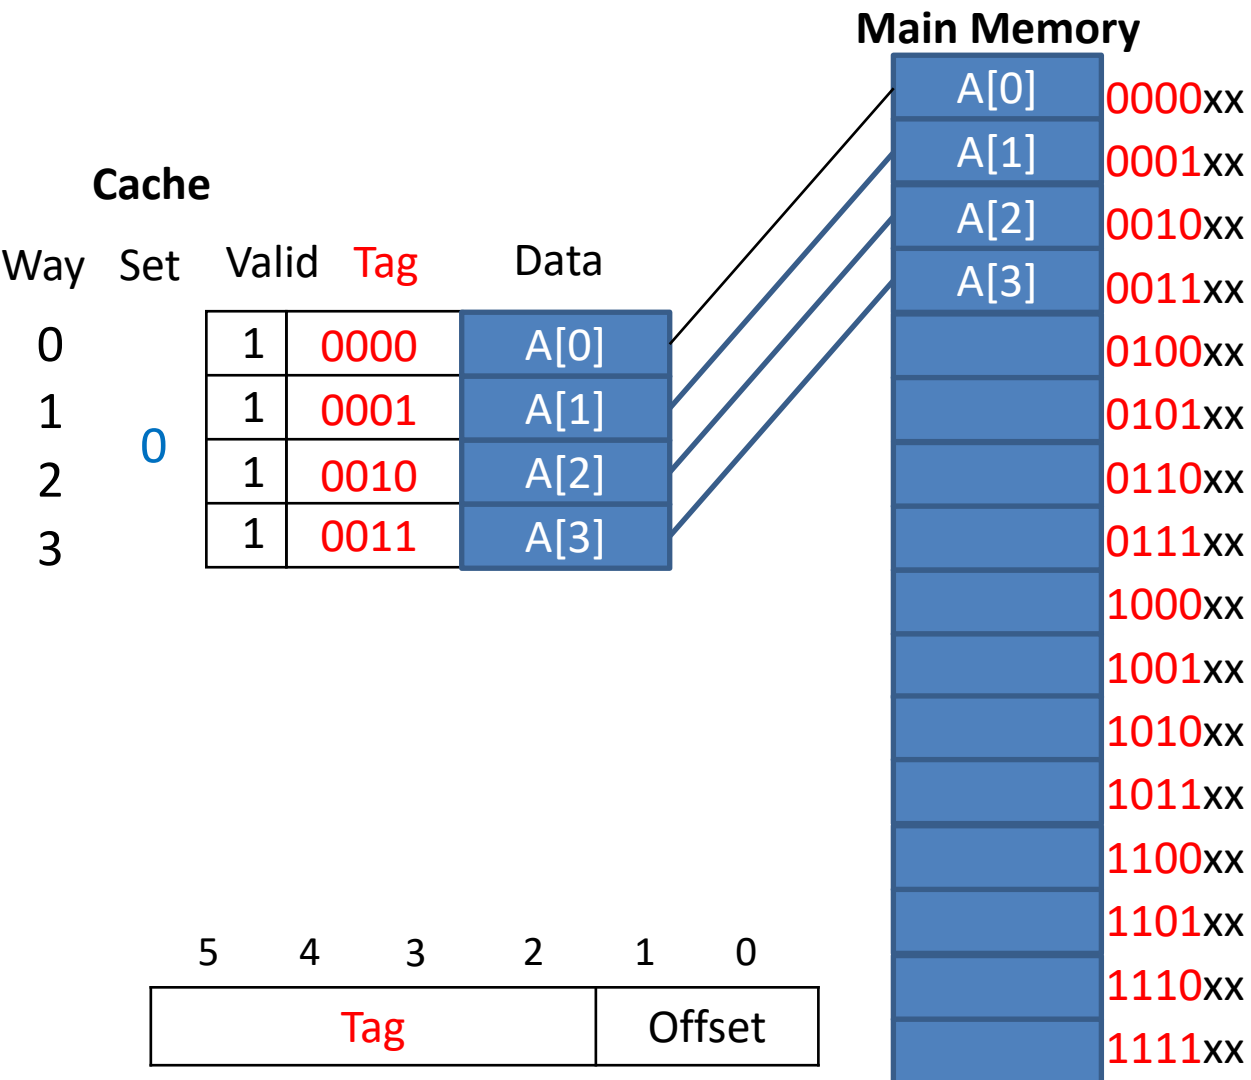 Main Memory
A[0] 0000xx
A[1] 0001xx
Cache
A[2] 0010xx
Way Set Valid Tag Data
A[3] 0011xx
0 1 0000 A[0]
0100xx
1 1 0001 A[1]
0101xx
0
2 1 0010 A[2]
0110xx
3 1 0011 A[3]
0111xx
1000xx
1001xx
1010xx
1011xx
1100xx
1101xx
5 4 3 2 1 0
1110xx
Tag Offset
1111xx